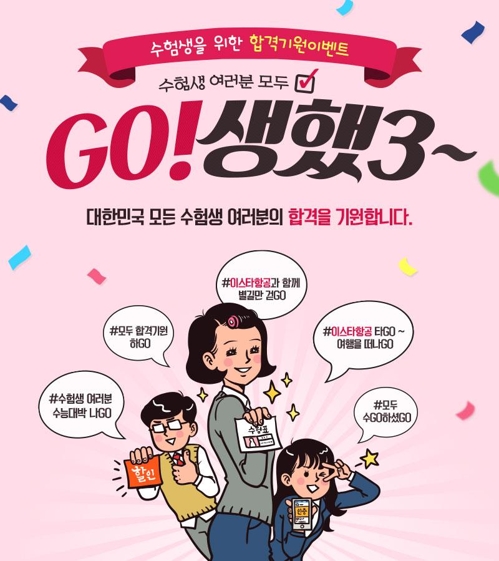 수험생을 위한 합격기원이벤트
수험생 여러분 모두
GO!생했3~
대한민국 모든 수험생 여러분의 합격을 기원합니다.
#이스타항공과 함께
별길만 걷GO
#모두 합격기원
하GO
#이스타항공 타GO ~
여행을 떠나GO
#수험생 여러분
수능대박 나GO
#모두
수GO하셨GO
수험표
할인